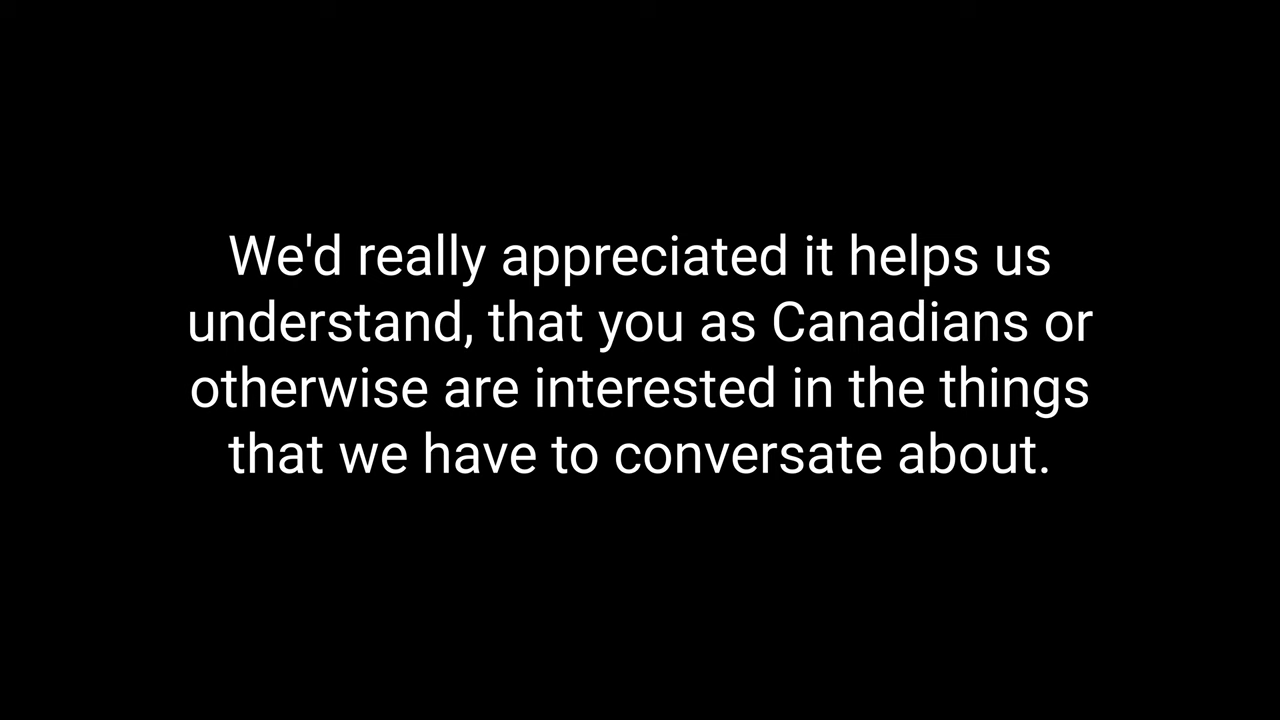 We'd really appreciated it helps us
understand, that you as Canadians or
otherwise are interested in the things
that we have to conversate about.